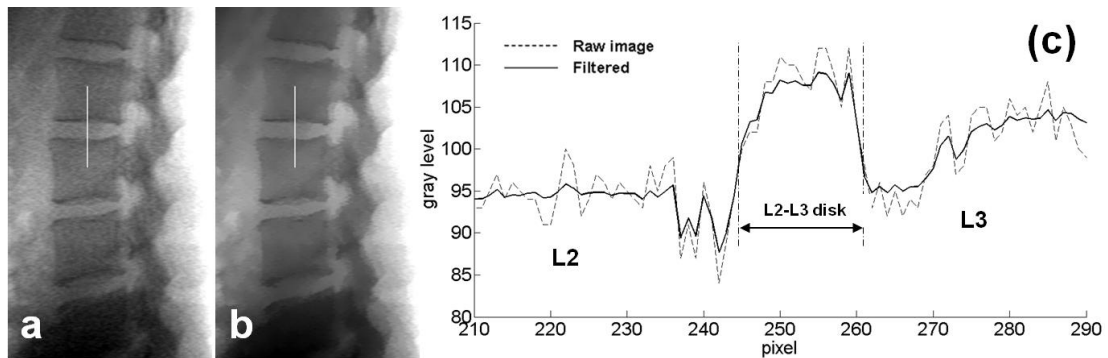 a
b
(c)
gray level
115
110
105
100
95
90
85
80
Raw image
Filtered
L2
L2-L3 disk
L3
210
220
230
240
250
260
270
280
290
pixel